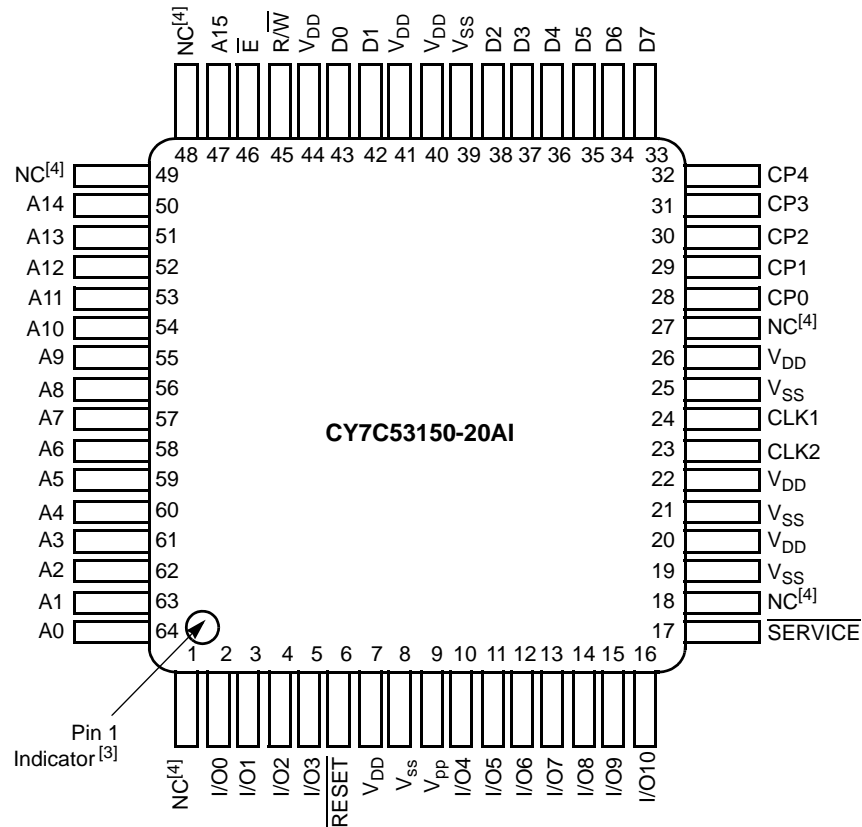 NC[4] A15 E R/W VDD D0 D1 VDD VDD VSS D2 D3 D4 D5 D6 D7
48 47 46 45 44 43 42 41 40 39 38 37 36 35 34 33
NC[4] 49 32 CP4
A14 50 31 CP3
A13 51 30 CP2
A12 52 29 CP1
A11 53 28 CP0
A10 54 27 NC[4]
A9 55 26 VDD
A8 56 25 VSS
A7 57 24 CLK1
CY7C53150-20AI
A6 58 23 CLK2
A5 59 22 VDD
A4 60 21 VSS
A3 61 20 VDD
A2 62 19 VSS
A1 63 18 NC[4]
A0 64 17 SERVICE
1 2 3 4 5 6 7 8 9 10 11 12 13 14 15 16
Pin 1
Indicator [3]
NC[4] I/O0 I/O1 I/O2 I/O3 RESET VDD Vss Vpp I/O4 I/O5 I/O6 I/O7 I/O8 I/O9 I/O10